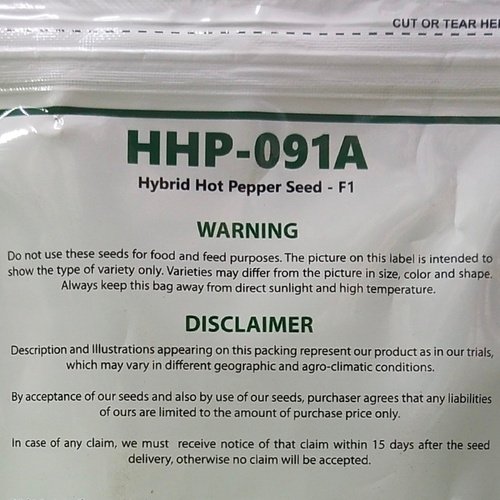 CUT OR TEAR HE
HHP-091A
Hybrid Hot Pepper Seed - F1
WARNING
Do not use these seeds for food and feed purposes. The picture on this label is intended to
show the type of variety only. Varieties may differ from the picture in size, color and shape.
Always keep this bag away from direct sunlight and high temperature.
DISCLAIMER
Description and Illustrations appearing on this packing represent our product as in our trials,
which may vary in different geographic and agro-climatic conditions.
By acceptance of our seeds and also by use of our seeds, purchaser agrees that any liabilities
of ours are limited to the amount of purchase price only.
In case of any claim, we must receive notice of that claim within 15 days after the seed
delivery, otherwise no claim will be accepted.